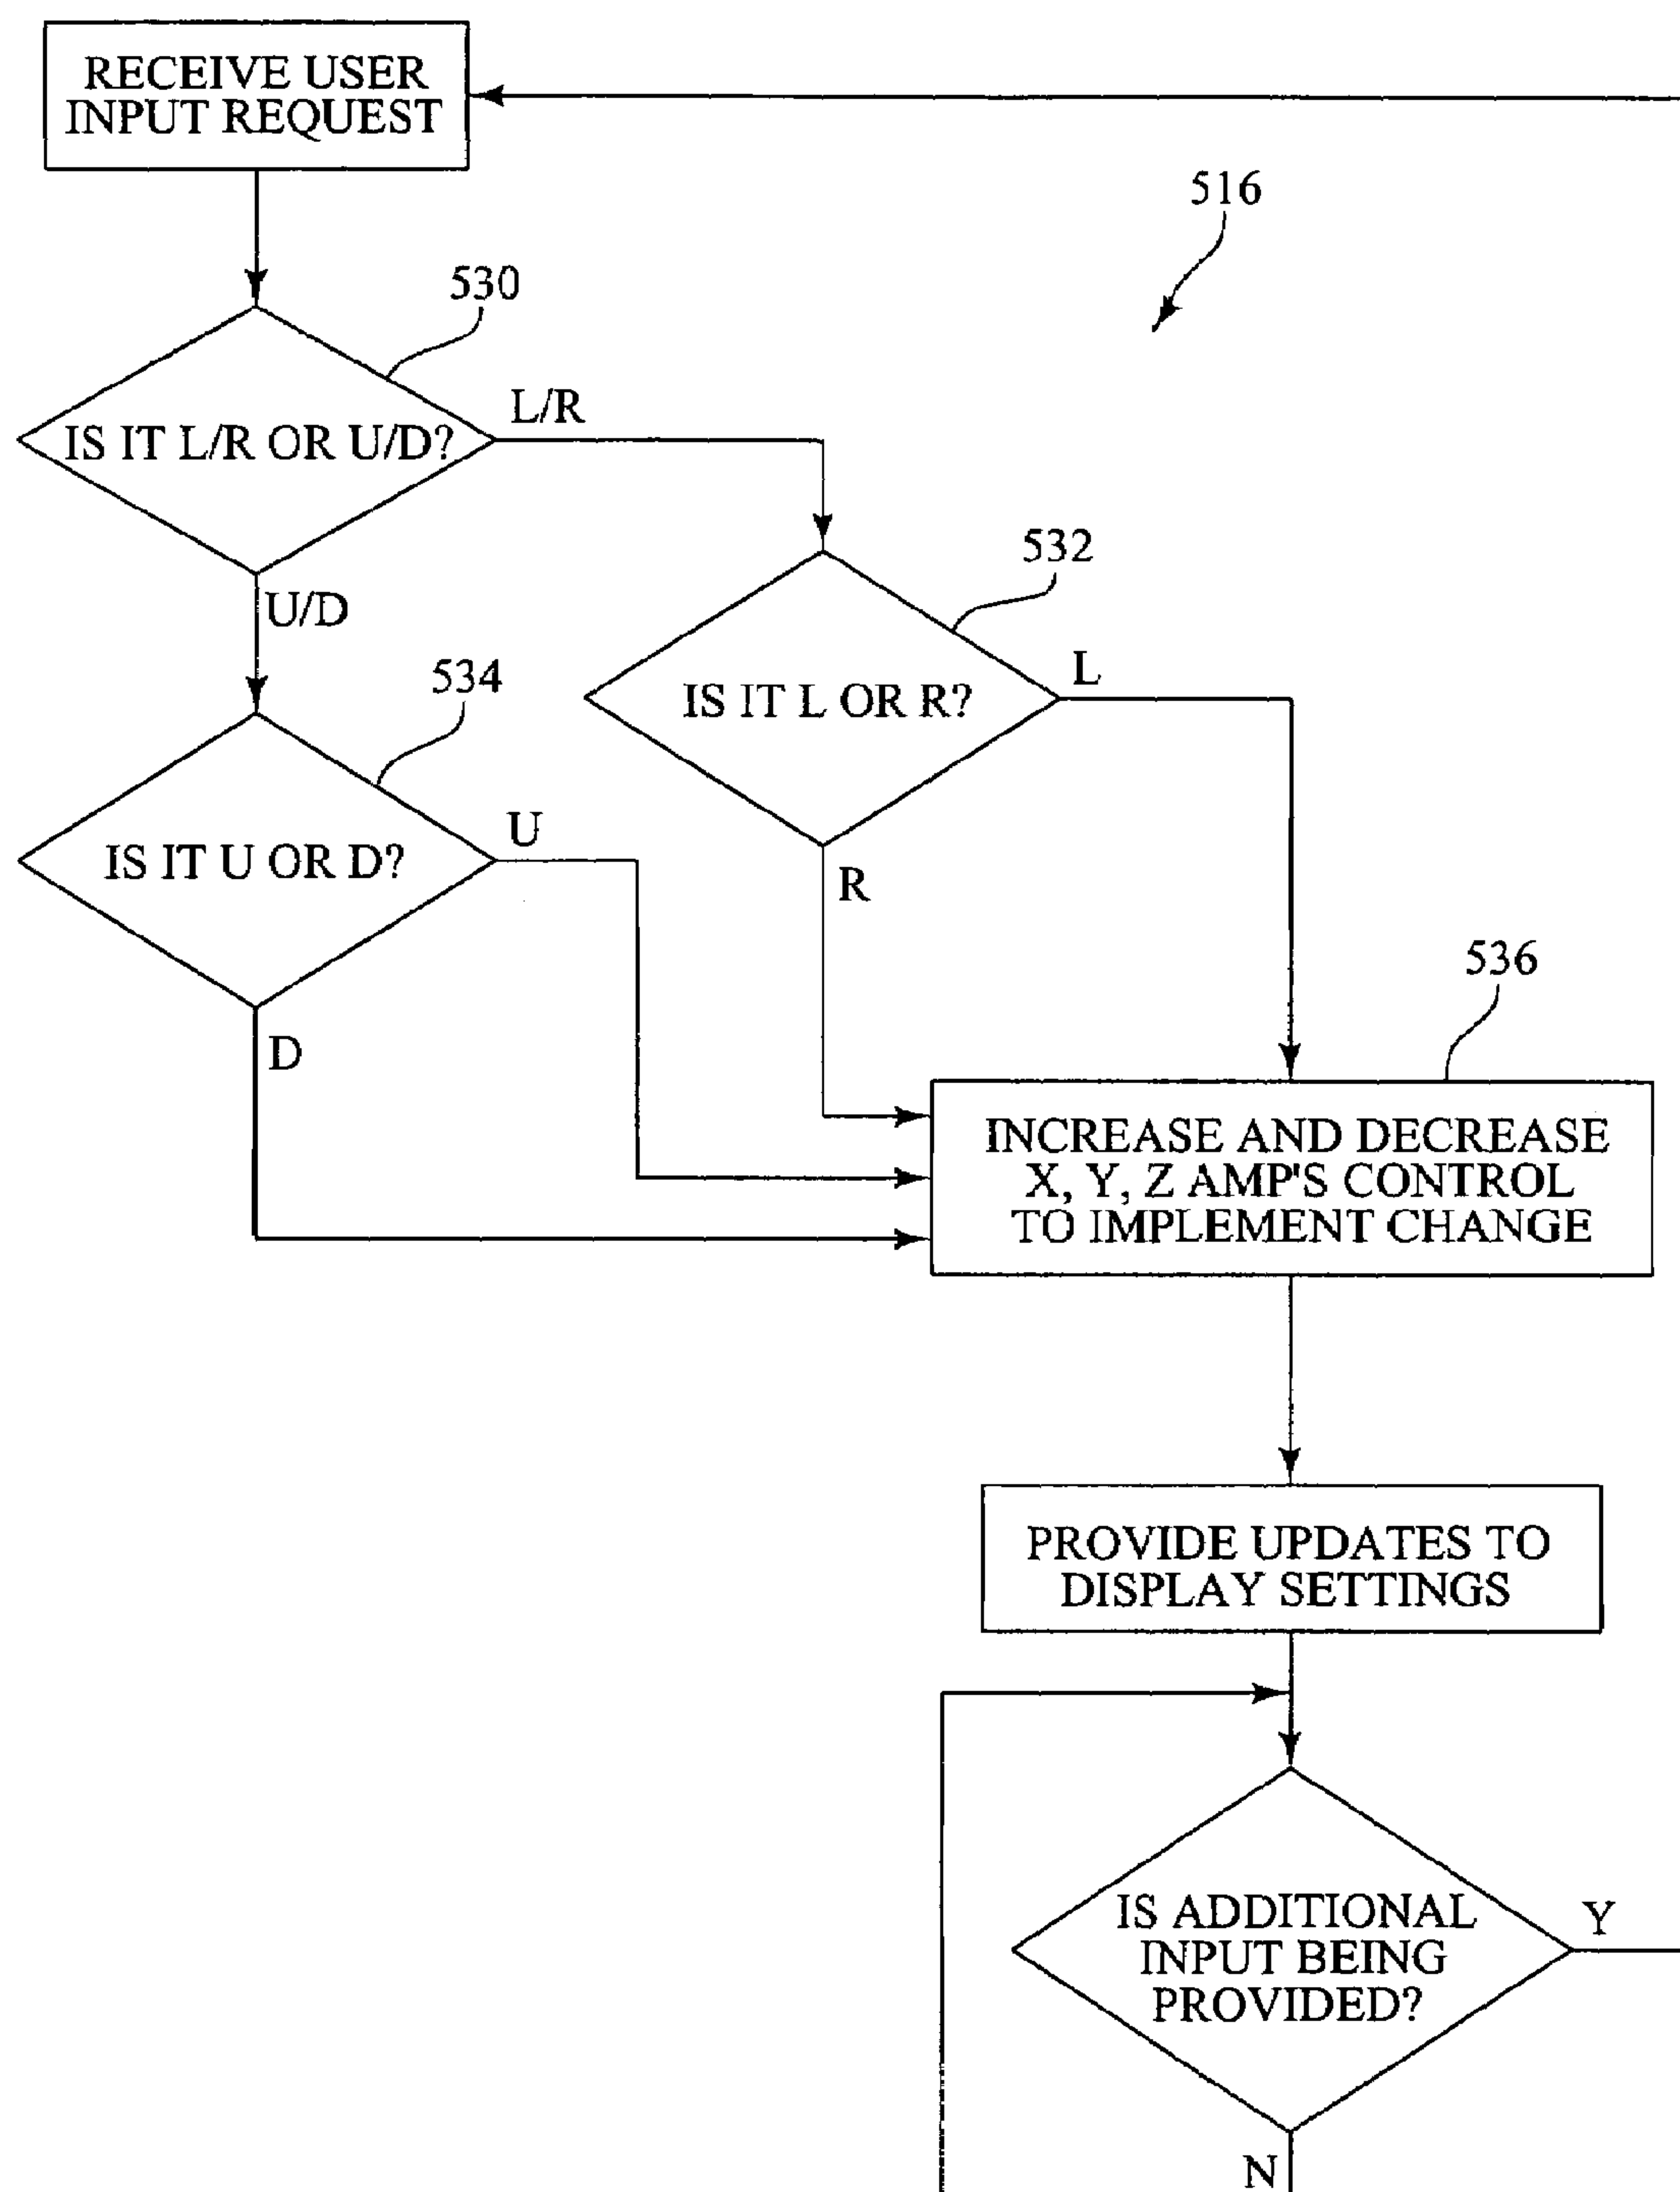 RECEIVE USER
INPUT REQUEST
516
530
IS IT L/R OR U/D?
L/R
U/D
532
IS IT L OR R?
L
R
534
IS IT U OR D?
U
D
536
INCREASE AND DECREASE
X, Y, Z AMP'S CONTROL
TO IMPLEMENT CHANGE
PROVIDE UPDATES TO
DISPLAY SETTINGS
IS ADDITIONAL
INPUT BEING
PROVIDED?
Y
N